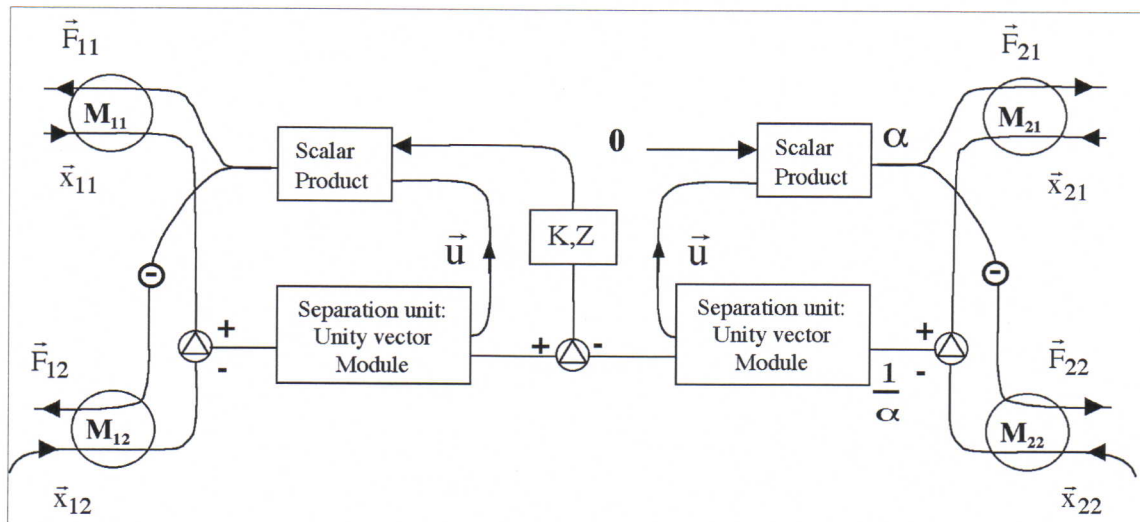 F⃗11
M11
x⃗11
Scalar
Product
0
Scalar
Product
α
F⃗21
M21
x⃗21
K,Z
u⃗
u⃗
-
-
Separation unit:
Unity vector
Module
+
-
+
-
Separation unit:
Unity vector
Module
+
-
1
α
F⃗12
M12
x⃗12
F⃗22
M22
x⃗22